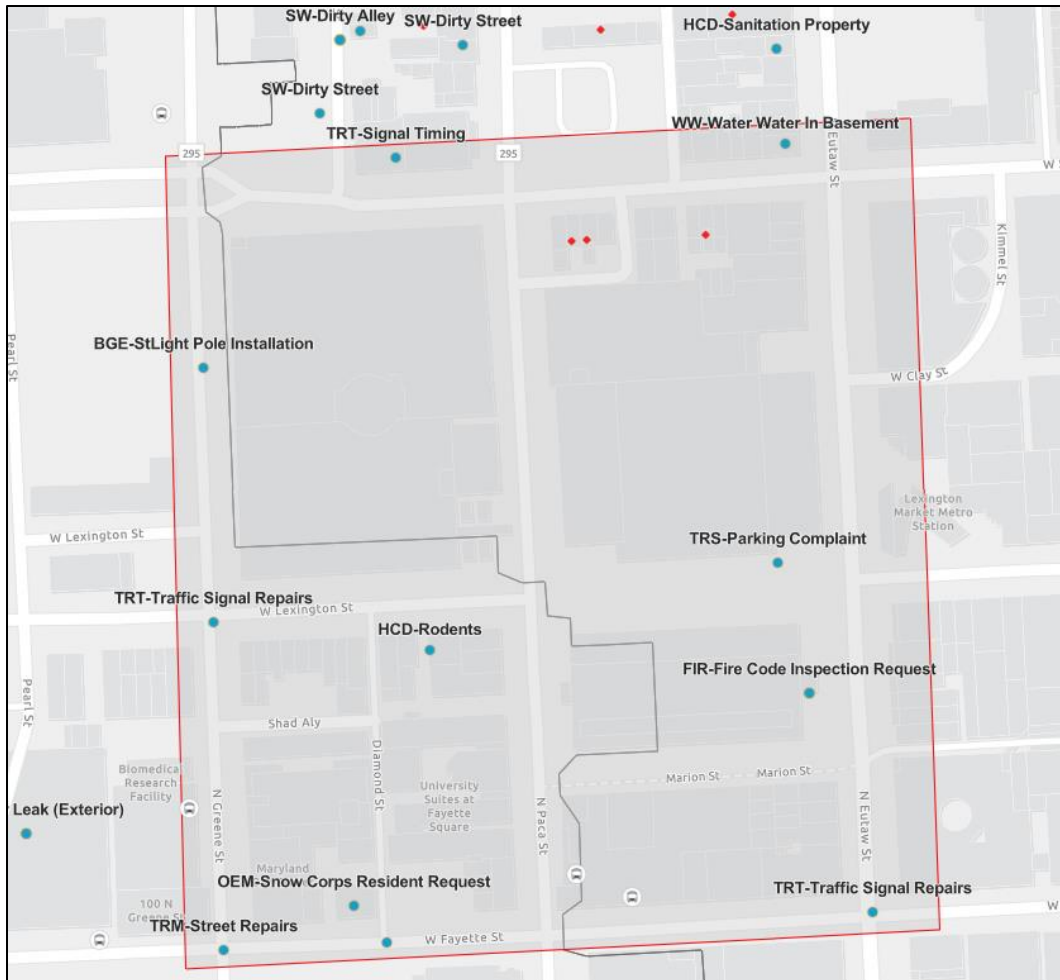 SW-Dirty Alley
SW-Dirty Street
HCD-Sanitation Property
SW-Dirty Street
TRT-Signal Timing
WW-Water Water In Basement
295
295
Eutaw St
W
Kimmel St
Pearl St
BGE-StLight Pole Installation
W Clay St
Lexington
Market Metro
Station
W Lexington St
TRS-Parking Complaint
TRT-Traffic Signal Repairs
W Lexington St
HCD-Rodents
FIR-Fire Code Inspection Request
Pearl St
Shad Aly
Diamond St
Marion St
Marion St
Biomedical
Research
Facility
University
Suites at
Fayette
Square
N Greene St
N Paca St
N Eutaw St
Leak (Exterior)
Maryland
OEM-Snow Corps Resident Request
TRT-Traffic Signal Repairs
100 N
Greene St
TRM-Street Repairs
W Fayette St
W